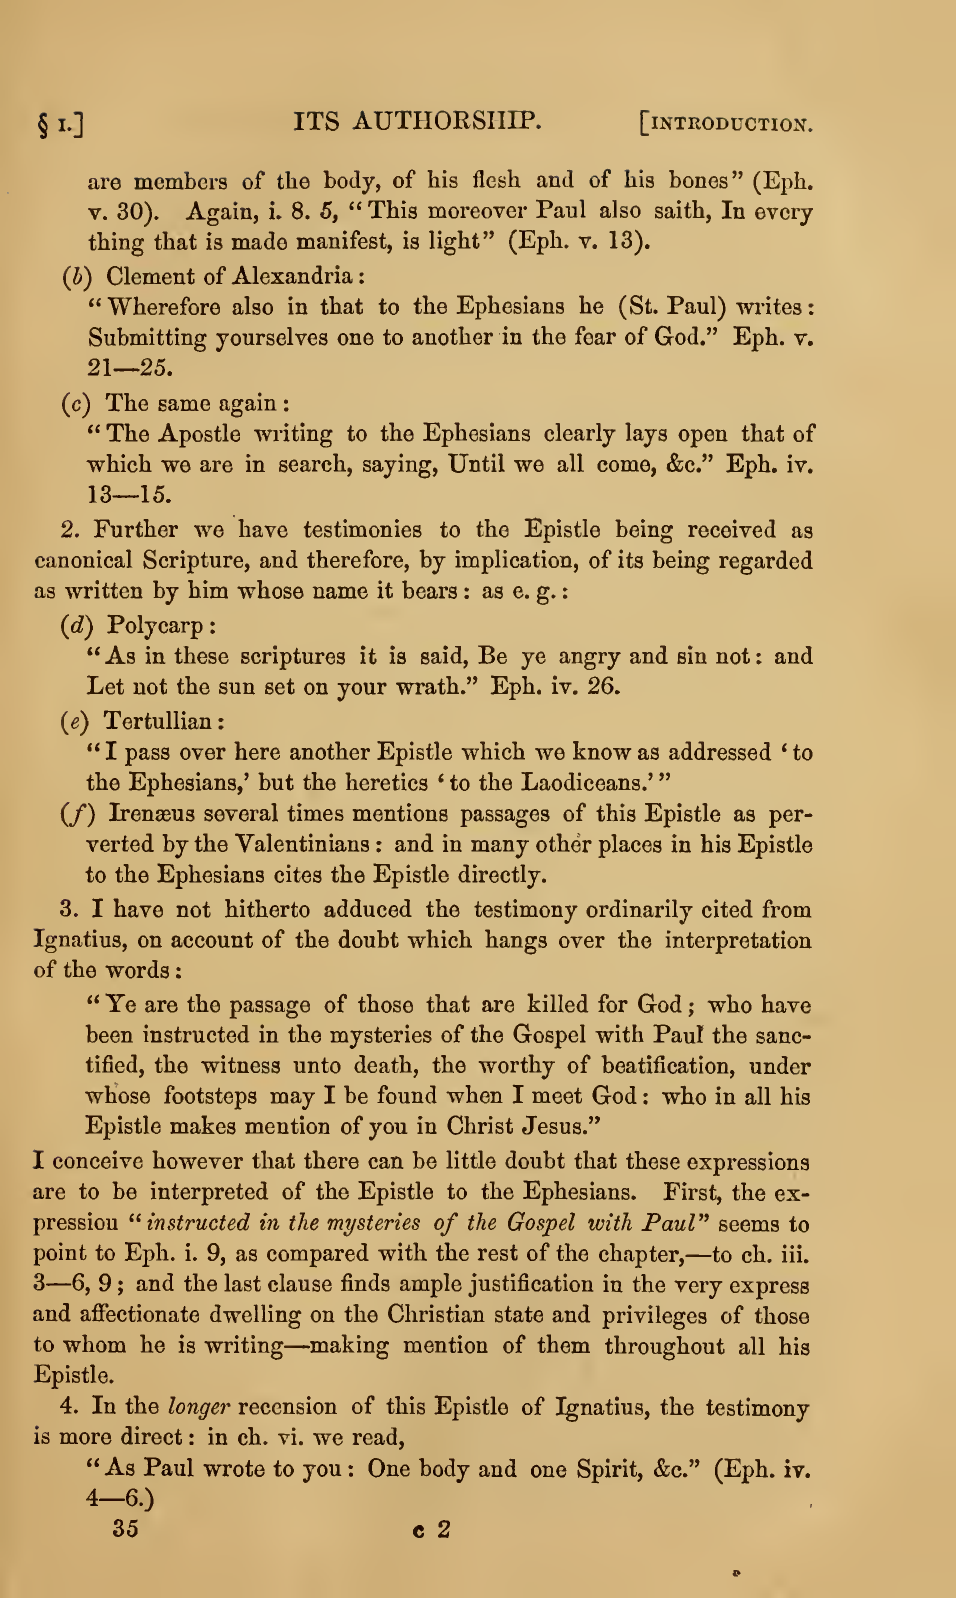 § I.] ITS AUTHORSHIP. [INTRODUCTION.
are members of the body, of his flesh and of his bones” (Eph.
v. 30). Again, i. 8. 5, “This moreover Paul also saith, In every
thing that is made manifest, is light” (Eph. v. 13).
(b) Clement of Alexandria :
“Wherefore also in that to the Ephesians he (St. Paul) writes :
Submitting yourselves one to another in the fear of God.” Eph. v.
21—25.
(c) The same again :
“The Apostle writing to the Ephesians clearly lays open that of
which we are in search, saying, Until we all come, &c.” Eph. iv.
13—15.
2. Further we have testimonies to the Epistle being received as
canonical Scripture, and therefore, by implication, of its being regarded
as written by him whose name it bears : as e. g. :
(d) Polycarp :
“As in these scriptures it is said, Be ye angry and sin not : and
Let not the sun set on your wrath.” Eph. iv. 26.
(e) Tertullian :
“I pass over here another Epistle which we know as addressed ‘to
the Ephesians,’ but the heretics ‘to the Laodiceans.’”
(f) Irenæus several times mentions passages of this Epistle as per-
verted by the Valentinians : and in many other places in his Epistle
to the Ephesians cites the Epistle directly.
3. I have not hitherto adduced the testimony ordinarily cited from
Ignatius, on account of the doubt which hangs over the interpretation
of the words :
“Ye are the passage of those that are killed for God ; who have
been instructed in the mysteries of the Gospel with Paul the sanc-
tified, the witness unto death, the worthy of beatification, under
whose footsteps may I be found when I meet God : who in all his
Epistle makes mention of you in Christ Jesus.”
I conceive however that there can be little doubt that these expressions
are to be interpreted of the Epistle to the Ephesians. First, the ex-
pression “instructed in the mysteries of the Gospel with Paul” seems to
point to Eph. i. 9, as compared with the rest of the chapter,—to ch. iii.
3—6, 9 ; and the last clause finds ample justification in the very express
and affectionate dwelling on the Christian state and privileges of those
to whom he is writing—making mention of them throughout all his
Epistle.
4. In the longer recension of this Epistle of Ignatius, the testimony
is more direct : in ch. vi. we read,
“As Paul wrote to you : One body and one Spirit, &c.” (Eph. iv.
4—6.)
35 c 2